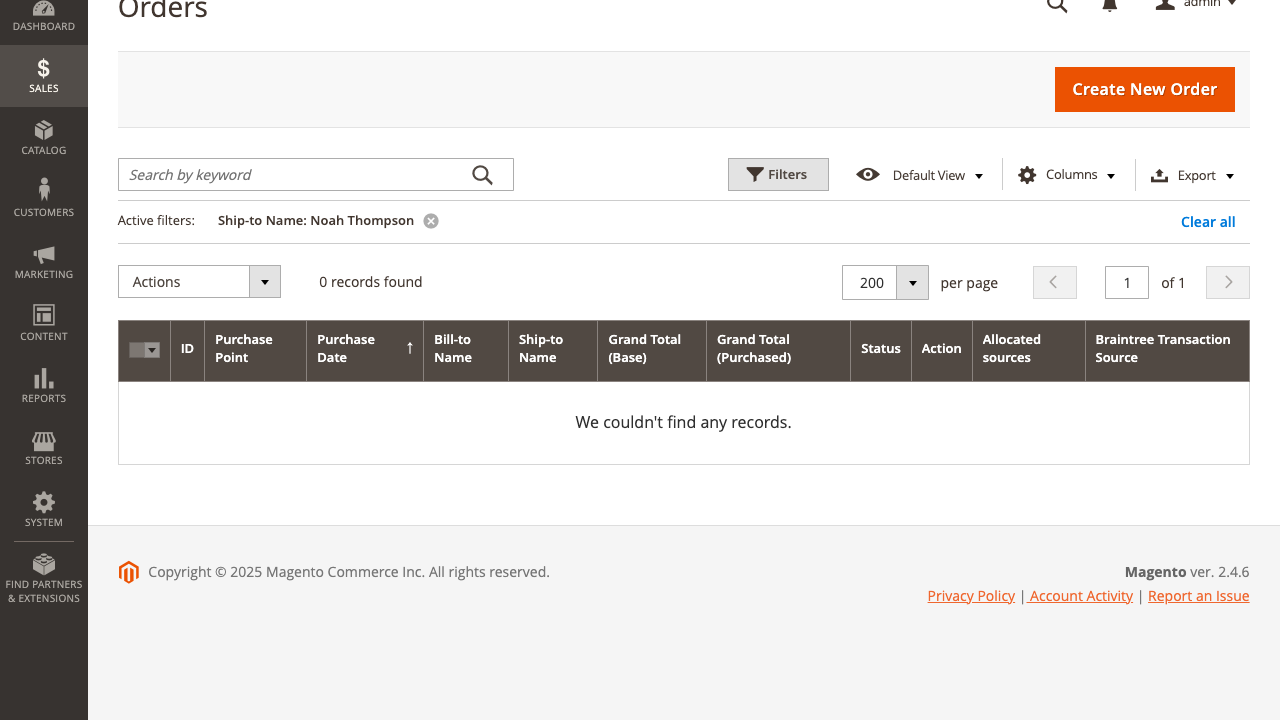 Orders
admin
DASHBOARD
SALES
CATALOG
CUSTOMERS
MARKETING
CONTENT
REPORTS
STORES
SYSTEM
FIND PARTNERS
& EXTENSIONS
Create New Order
Search by keyword
Filters
Default View
Columns
Export
Active filters: Ship-to Name: Noah Thompson
Clear all
Actions
0 records found
200 per page
1 of 1
ID
Purchase Point
Purchase Date ↑
Bill-to Name
Ship-to Name
Grand Total (Base)
Grand Total (Purchased)
Status
Action
Allocated sources
Braintree Transaction Source
We couldn't find any records.
Copyright © 2025 Magento Commerce Inc. All rights reserved.
Magento ver. 2.4.6
Privacy Policy | Account Activity | Report an Issue